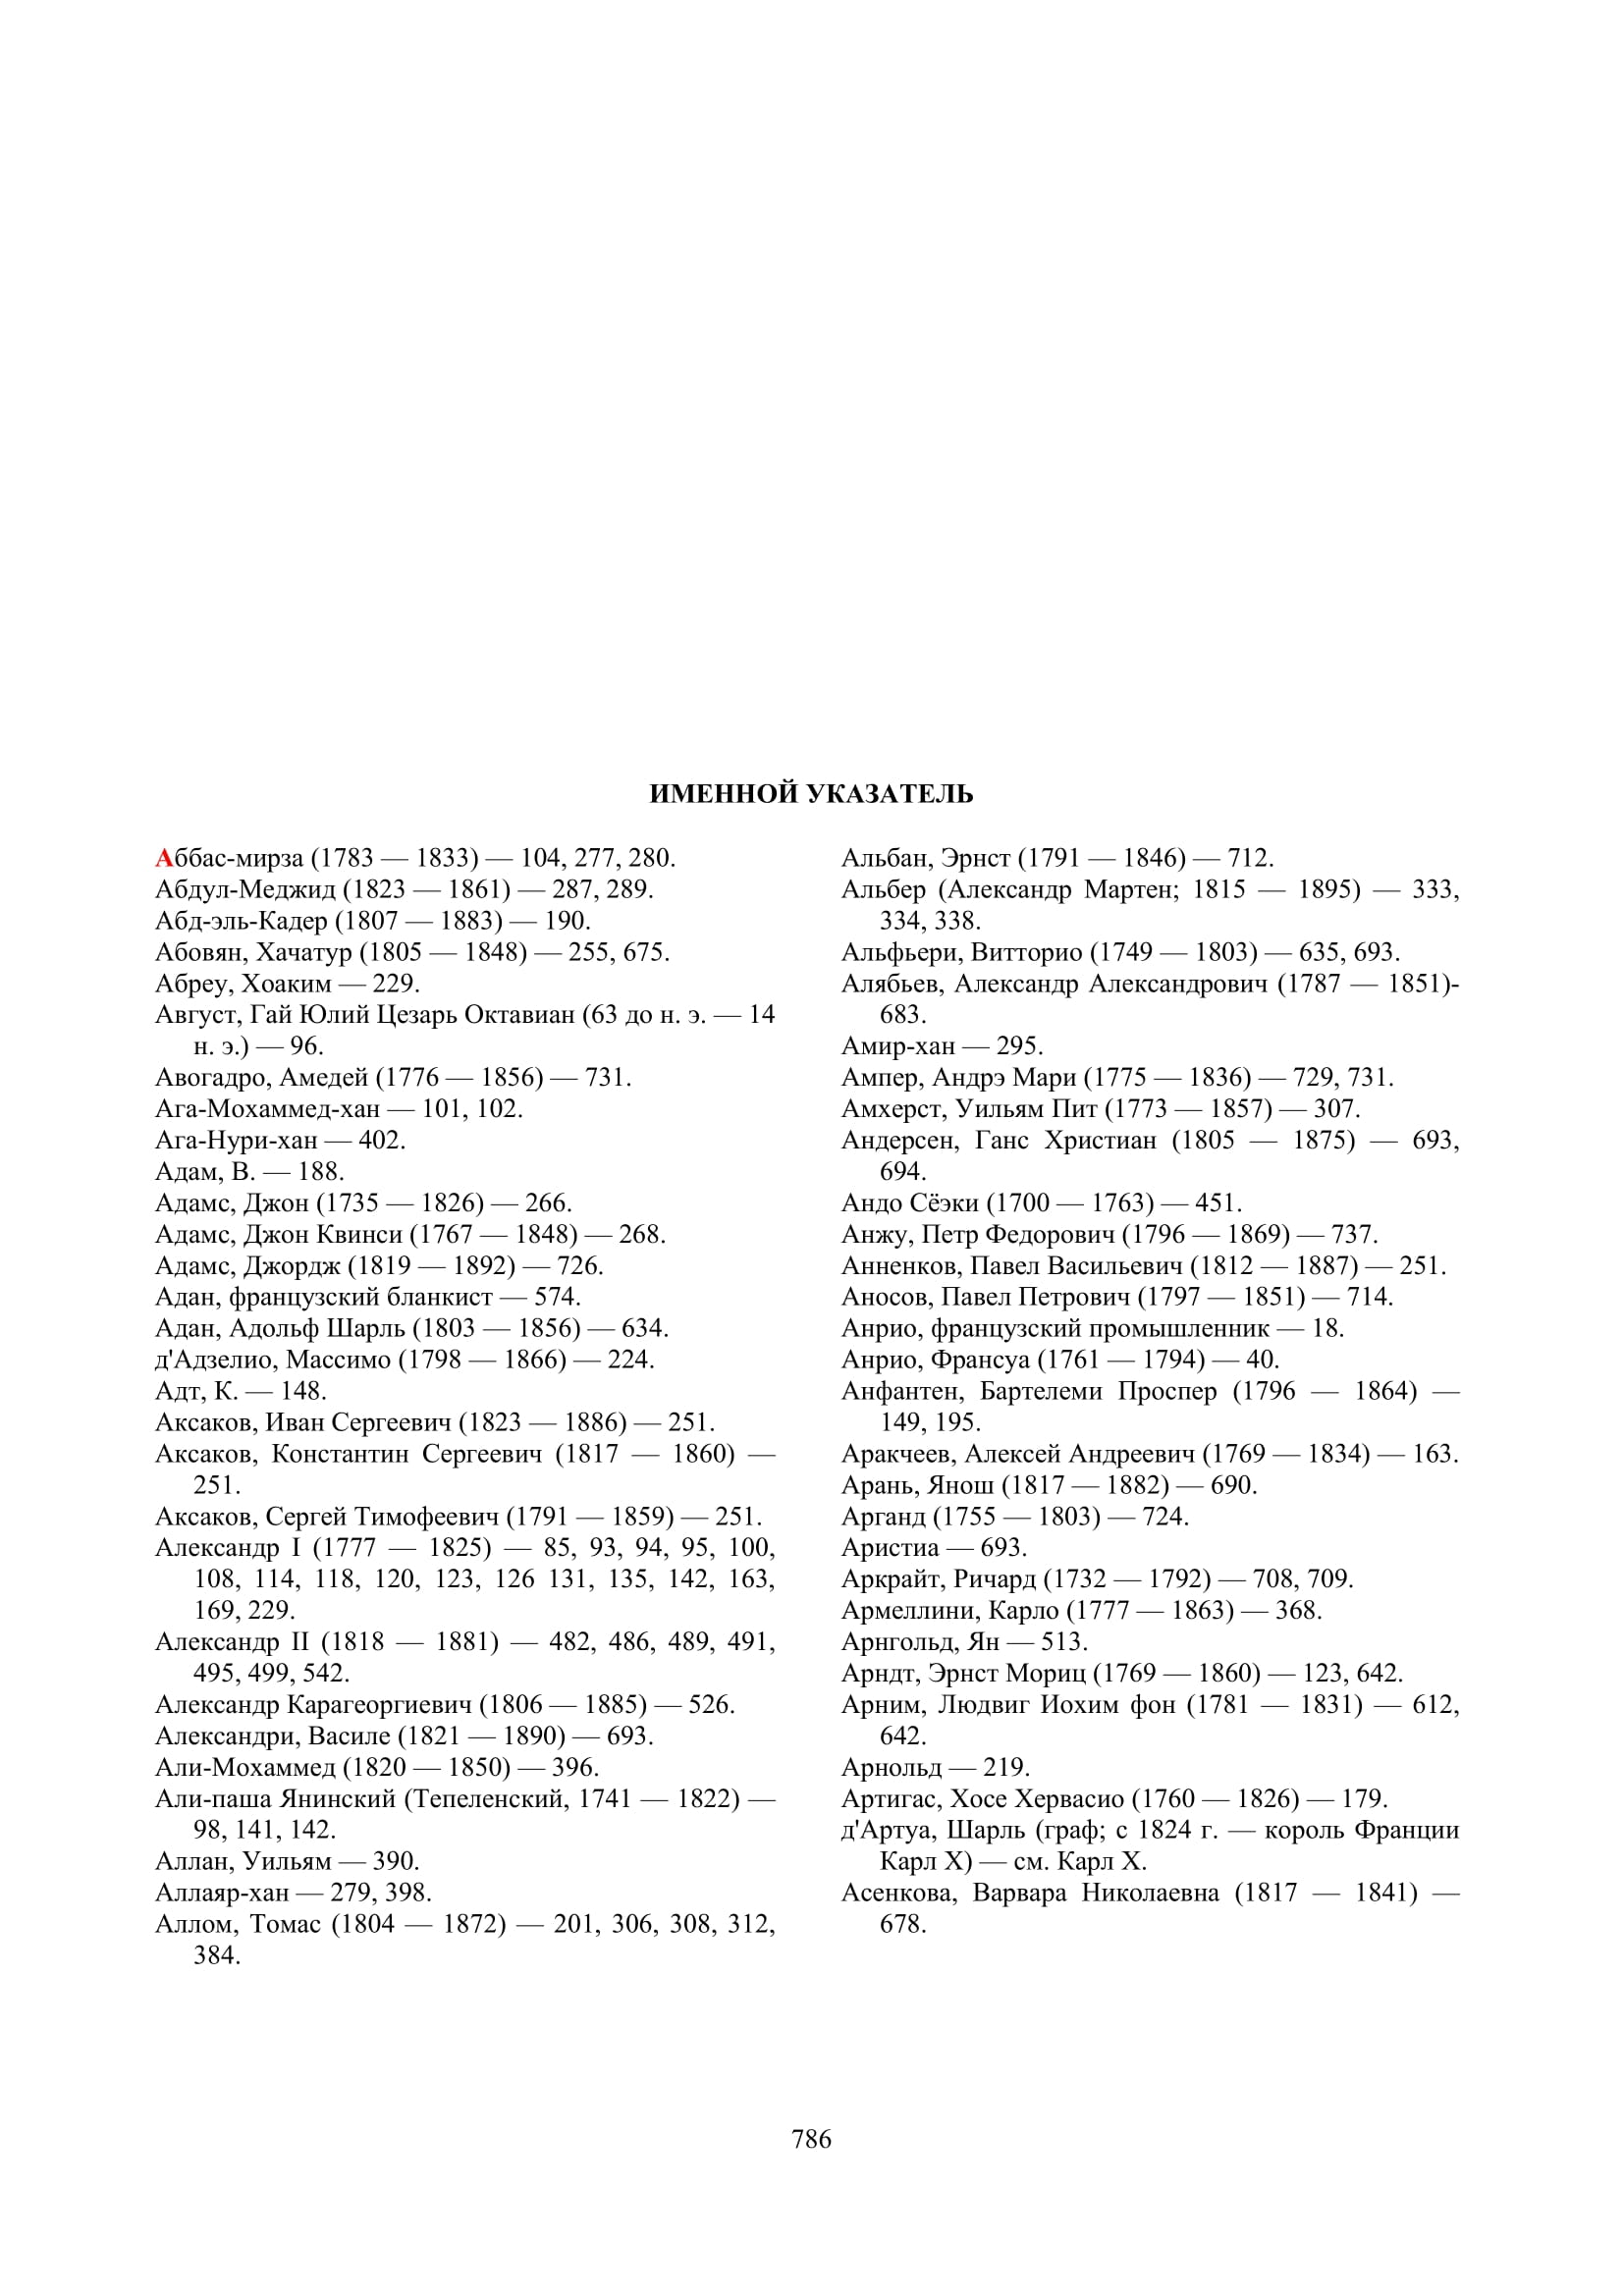 ИМЕННОЙ УКАЗАТЕЛЬ
Аббас-мирза (1783 — 1833) — 104, 277, 280.
Абдул-Меджид (1823 — 1861) — 287, 289.
Абд-эль-Кадер (1807 — 1883) — 190.
Абовян, Хачатур (1805 — 1848) — 255, 675.
Абреу, Хоаким — 229.
Август, Гай Юлий Цезарь Октавиан (63 до н. э. — 14
н. э.) — 96.
Авогадро, Амедей (1776 — 1856) — 731.
Ага-Мохаммед-хан — 101, 102.
Ага-Нури-хан — 402.
Адам, В. — 188.
Адамс, Джон (1735 — 1826) — 266.
Адамс, Джон Квинси (1767 — 1848) — 268.
Адамс, Джордж (1819 — 1892) — 726.
Адан, французский бланкист — 574.
Адан, Адольф Шарль (1803 — 1856) — 634.
д'Адзелио, Массимо (1798 — 1866) — 224.
Адт, К. — 148.
Аксаков, Иван Сергеевич (1823 — 1886) — 251.
Аксаков, Константин Сергеевич (1817 — 1860) —
251.
Аксаков, Сергей Тимофеевич (1791 — 1859) — 251.
Александр I (1777 — 1825) — 85, 93, 94, 95, 100,
108, 114, 118, 120, 123, 126 131, 135, 142, 163,
169, 229.
Александр II (1818 — 1881) — 482, 486, 489, 491,
495, 499, 542.
Александр Карагеоргиевич (1806 — 1885) — 526.
Александри, Василе (1821 — 1890) — 693.
Али-Мохаммед (1820 — 1850) — 396.
Али-паша Янинский (Тепеленский, 1741 — 1822) —
98, 141, 142.
Аллан, Уильям — 390.
Аллаяр-хан — 279, 398.
Аллом, Томас (1804 — 1872) — 201, 306, 308, 312,
384.
Альбан, Эрнст (1791 — 1846) — 712.
Альбер (Александр Мартен; 1815 — 1895) — 333,
334, 338.
Альфьери, Витторио (1749 — 1803) — 635, 693.
Алябьев, Александр Александрович (1787 — 1851)-
683.
Амир-хан — 295.
Ампер, Андрэ Мари (1775 — 1836) — 729, 731.
Амхерст, Уильям Пит (1773 — 1857) — 307.
Андерсен, Ганс Христиан (1805 — 1875) — 693,
694.
Андо Сёэки (1700 — 1763) — 451.
Анжу, Петр Федорович (1796 — 1869) — 737.
Анненков, Павел Васильевич (1812 — 1887) — 251.
Аносов, Павел Петрович (1797 — 1851) — 714.
Анрио, французский промышленник — 18.
Анрио, Франсуа (1761 — 1794) — 40.
Анфантен, Бартелеми Проспер (1796 — 1864) —
149, 195.
Аракчеев, Алексей Андреевич (1769 — 1834) — 163.
Арань, Янош (1817 — 1882) — 690.
Арганд (1755 — 1803) — 724.
Аристиа — 693.
Аркрайт, Ричард (1732 — 1792) — 708, 709.
Армеллини, Карло (1777 — 1863) — 368.
Арнгольд, Ян — 513.
Арндт, Эрнст Мориц (1769 — 1860) — 123, 642.
Арним, Людвиг Иохим фон (1781 — 1831) — 612,
642.
Арнольд — 219.
Артигас, Хосе Хервасио (1760 — 1826) — 179.
д'Артуа, Шарль (граф; с 1824 г. — король Франции
Карл X) — см. Карл X.
Асенкова, Варвара Николаевна (1817 — 1841) —
678.
786